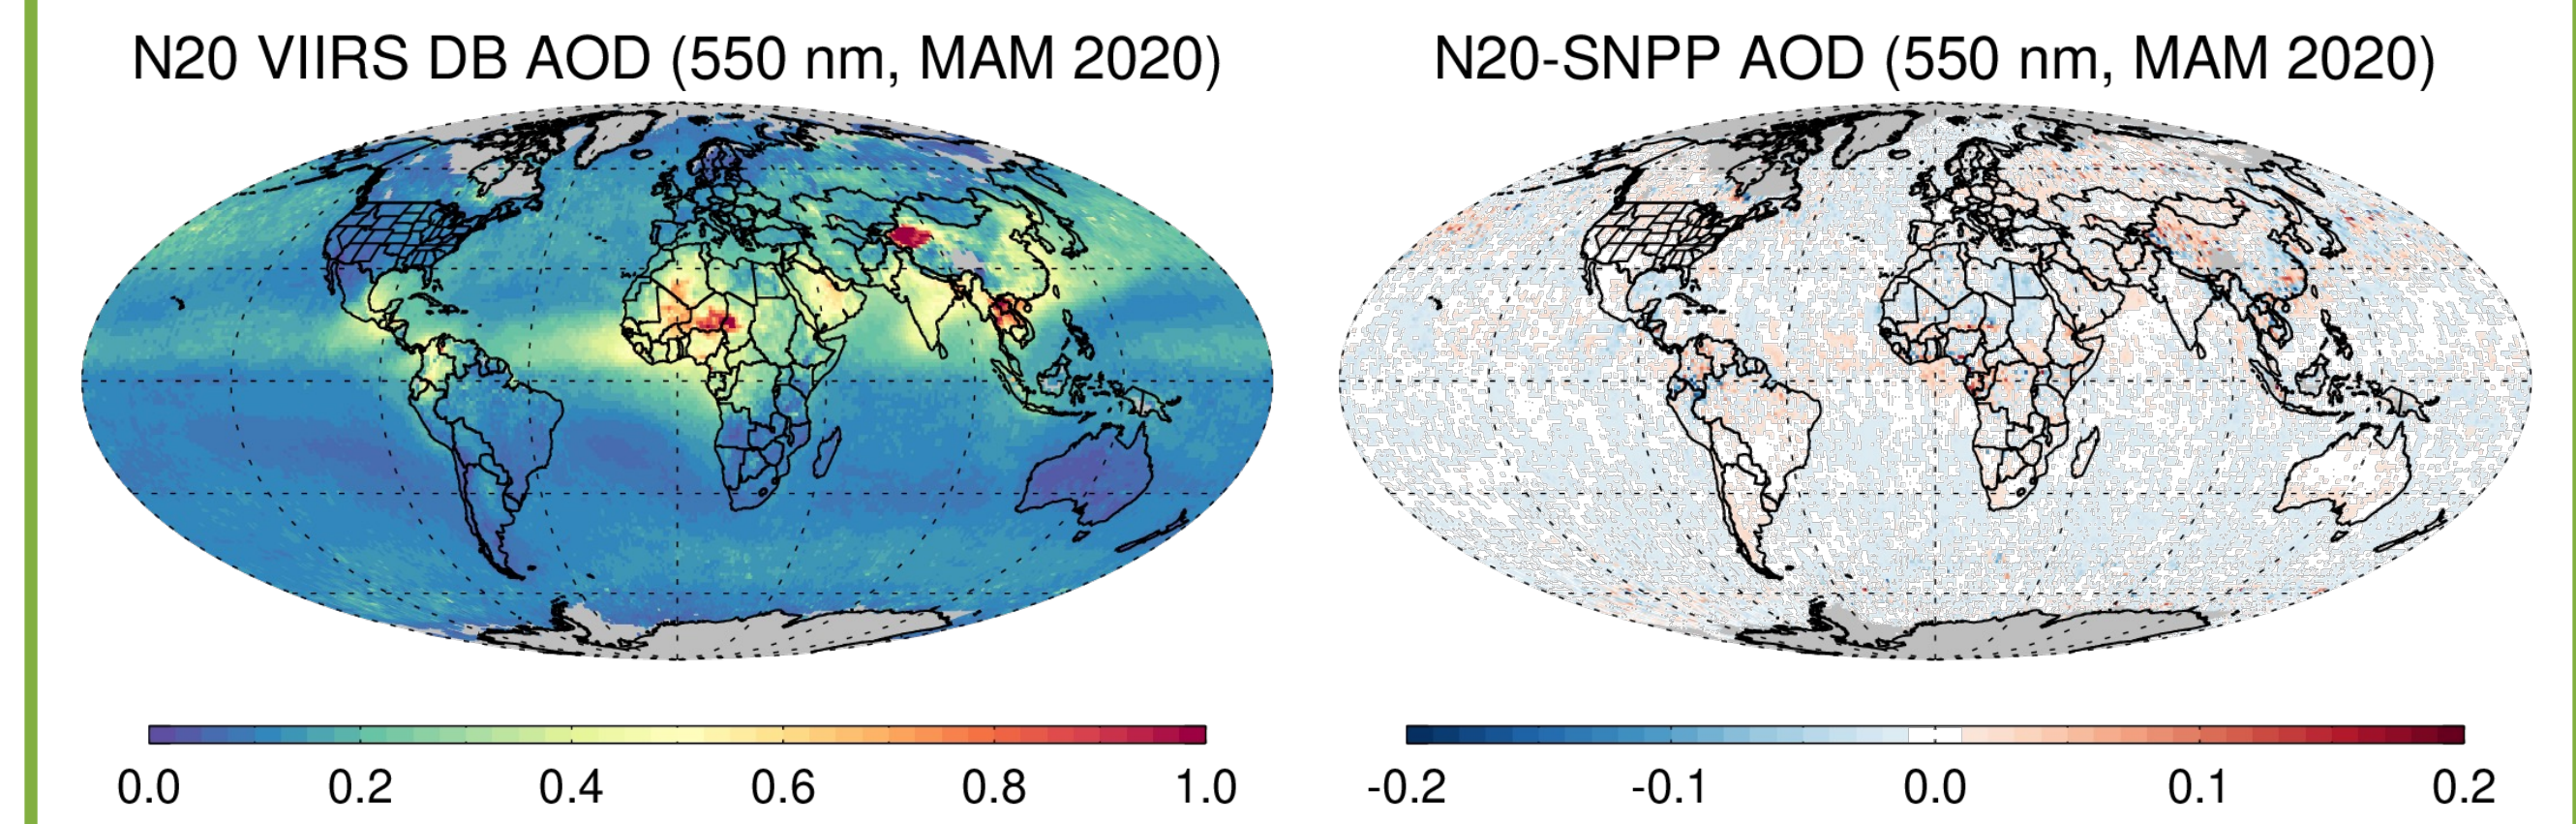 N20 VIIRS DB AOD (550 nm, MAM 2020)
0.0 0.2 0.4 0.6 0.8 1.0
N20-SNPP AOD (550 nm, MAM 2020)
-0.2 -0.1 0.0 0.1 0.2